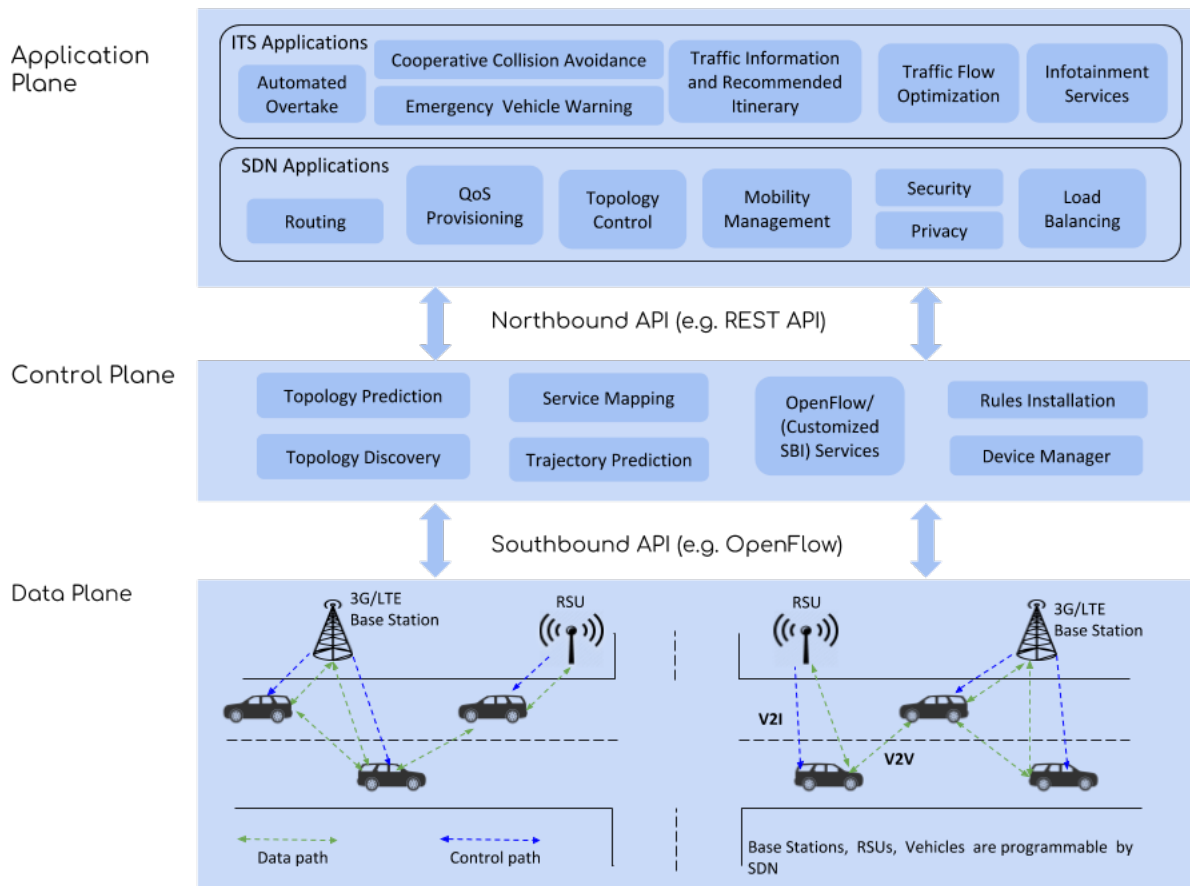 Application
Plane
ITS Applications
Automated
Overtake
Cooperative Collision Avoidance
Emergency Vehicle Warning
Traffic Information
and Recommended
Itinerary
Traffic Flow
Optimization
Infotainment
Services
SDN Applications
Routing
QoS
Provisioning
Topology
Control
Mobility
Management
Security
Privacy
Load
Balancing
Northbound API (e.g. REST API)
Control Plane
Topology Prediction
Topology Discovery
Service Mapping
Trajectory Prediction
OpenFlow/
(Customized
SBI) Services
Rules Installation
Device Manager
Southbound API (e.g. OpenFlow)
Data Plane
3G/LTE
Base Station
RSU
RSU
3G/LTE
Base Station
V2I
V2V
Data path
Control path
Base Stations, RSUs, Vehicles are programmable by
SDN